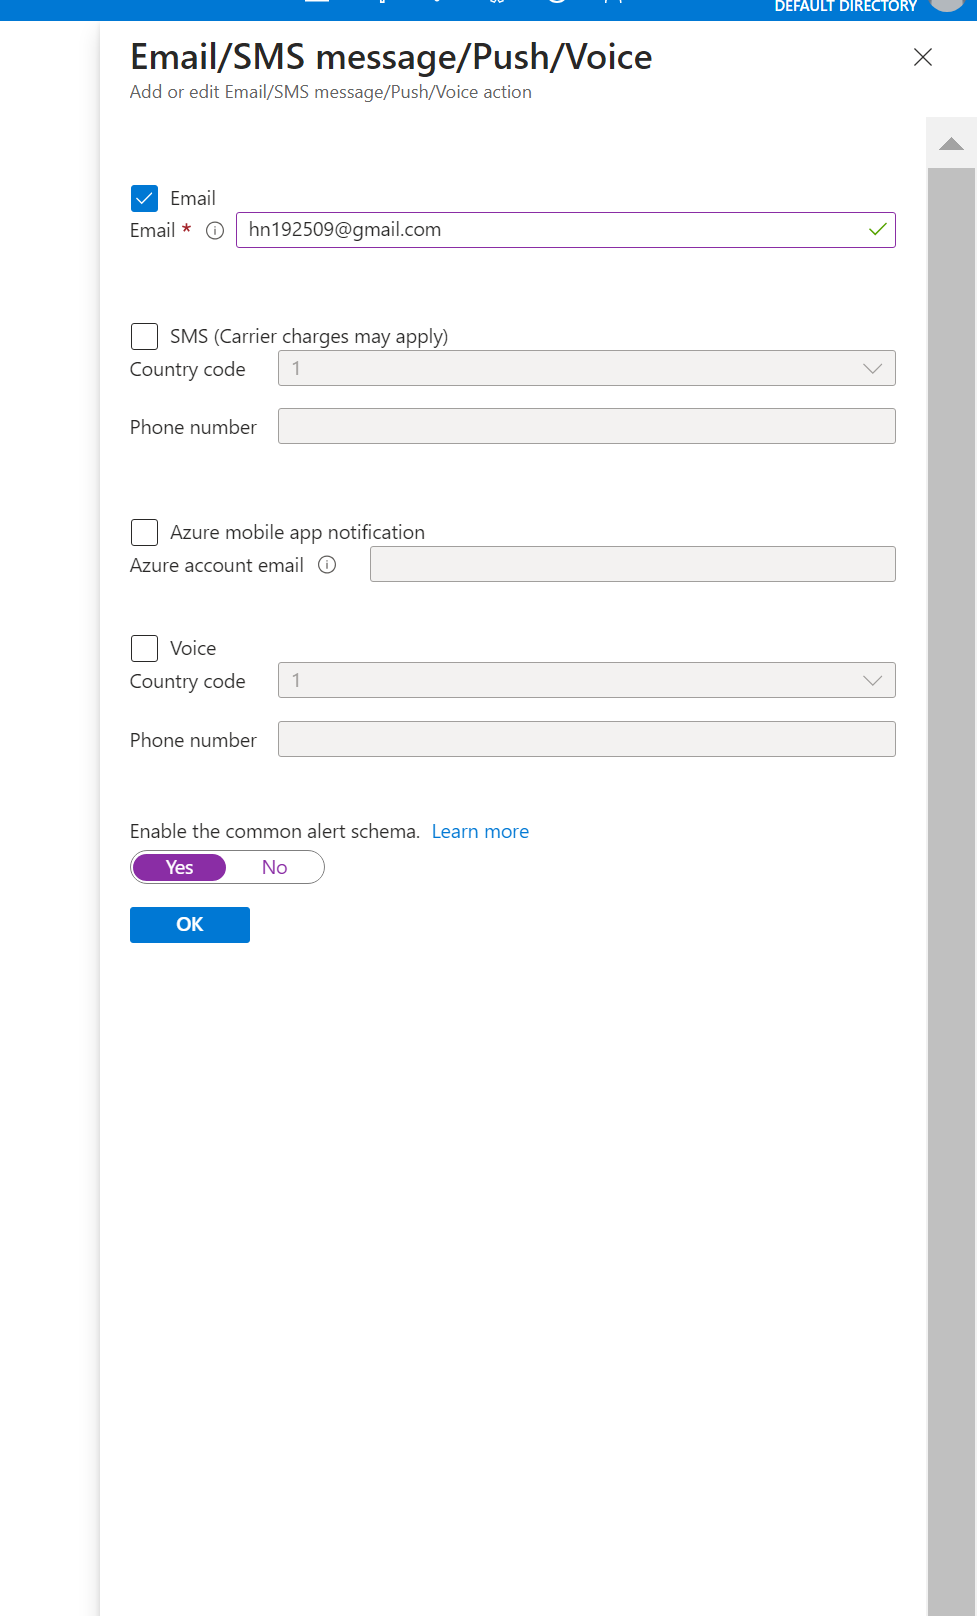 DEFAULT DIRECTORY
Email/SMS message/Push/Voice
Add or edit Email/SMS message/Push/Voice action
Email
Email * hn192509@gmail.com
SMS (Carrier charges may apply)
Country code 1
Phone number
Azure mobile app notification
Azure account email
Voice
Country code 1
Phone number
Enable the common alert schema. Learn more
Yes No
OK